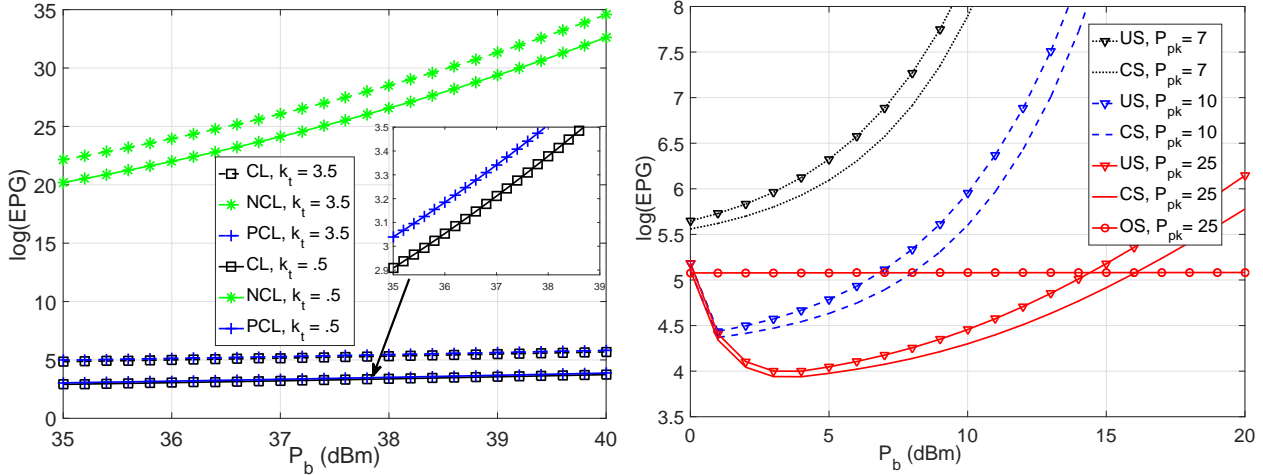 35
30
25
20
15
10
5
0
log(EPG)
35
36
37
38
39
40
P_b (dBm)
CL, k_t = 3.5
NCL, k_t = 3.5
PCL, k_t = 3.5
CL, k_t = .5
NCL, k_t = .5
PCL, k_t = .5
3.5
3.4
3.3
3.2
3.1
3
2.9
35
36
37
38
39
8
7.5
7
6.5
6
5.5
5
4.5
4
3.5
log(EPG)
0
5
10
15
20
P_b (dBm)
US, P_pk= 7
CS, P_pk= 7
US, P_pk= 10
CS, P_pk= 10
US, P_pk= 25
CS, P_pk= 25
OS, P_pk= 25